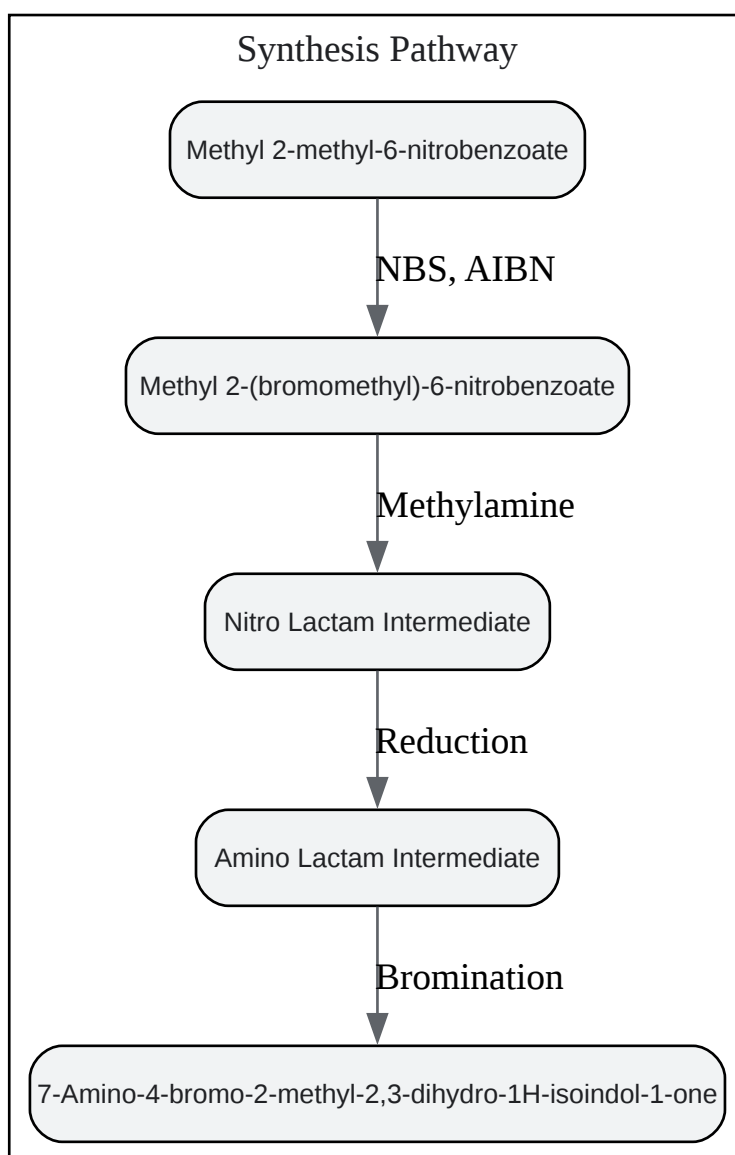 Synthesis Pathway
Methyl 2-methyl-6-nitrobenzoate
NBS, AIBN
Methyl 2-(bromomethyl)-6-nitrobenzoate
Methylamine
Nitro Lactam Intermediate
Reduction
Amino Lactam Intermediate
Bromination
7-Amino-4-bromo-2-methyl-2,3-dihydro-1H-isoindol-1-one